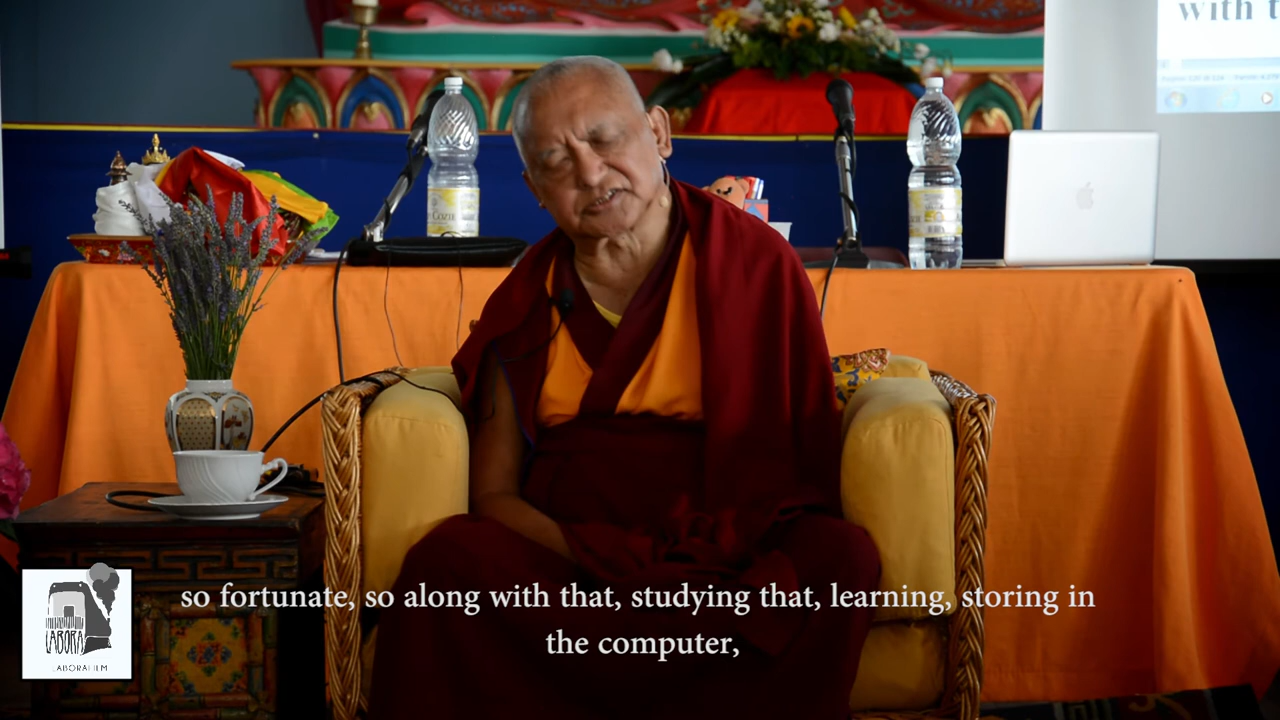 with t
so fortunate, so along with that, studying that, learning, storing in
the computer,
LABORA
LABORAFILM